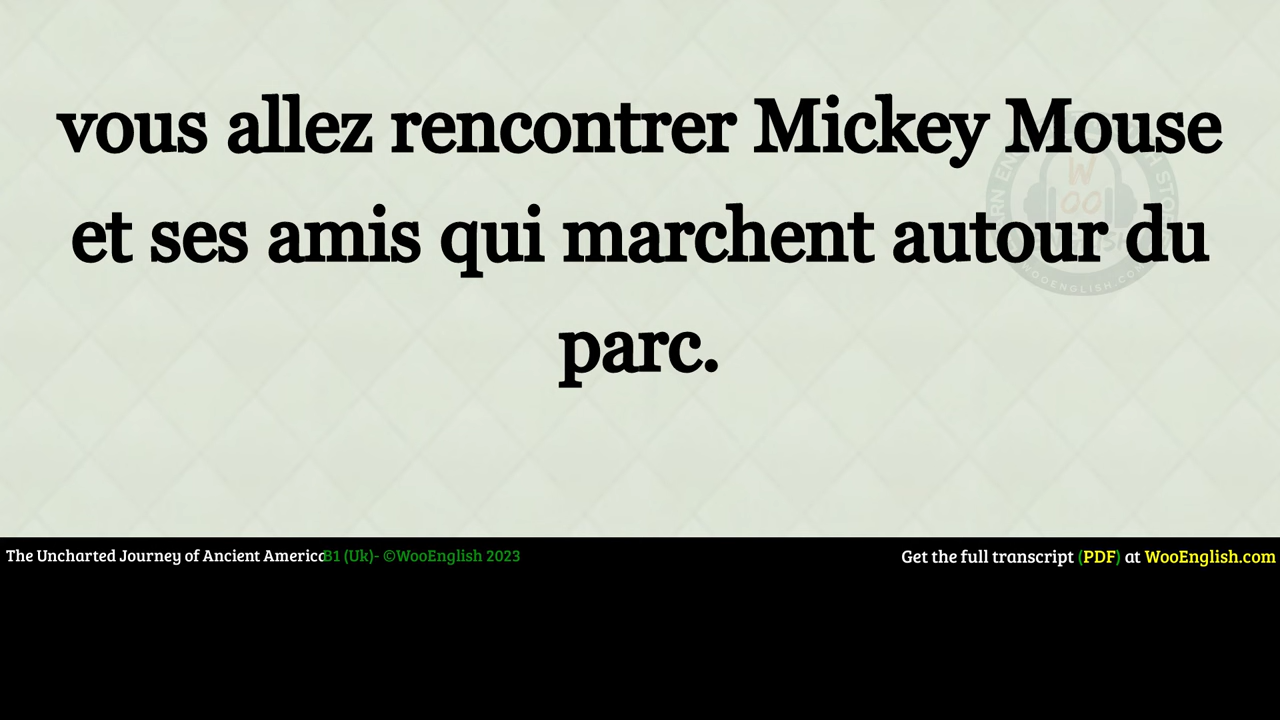 vous allez rencontrer Mickey Mouse
et ses amis qui marchent autour du
parc.
The Uncharted Journey of Ancient America B1 (Uk)- ©WooEnglish 2023
Get the full transcript (PDF) at WooEnglish.com